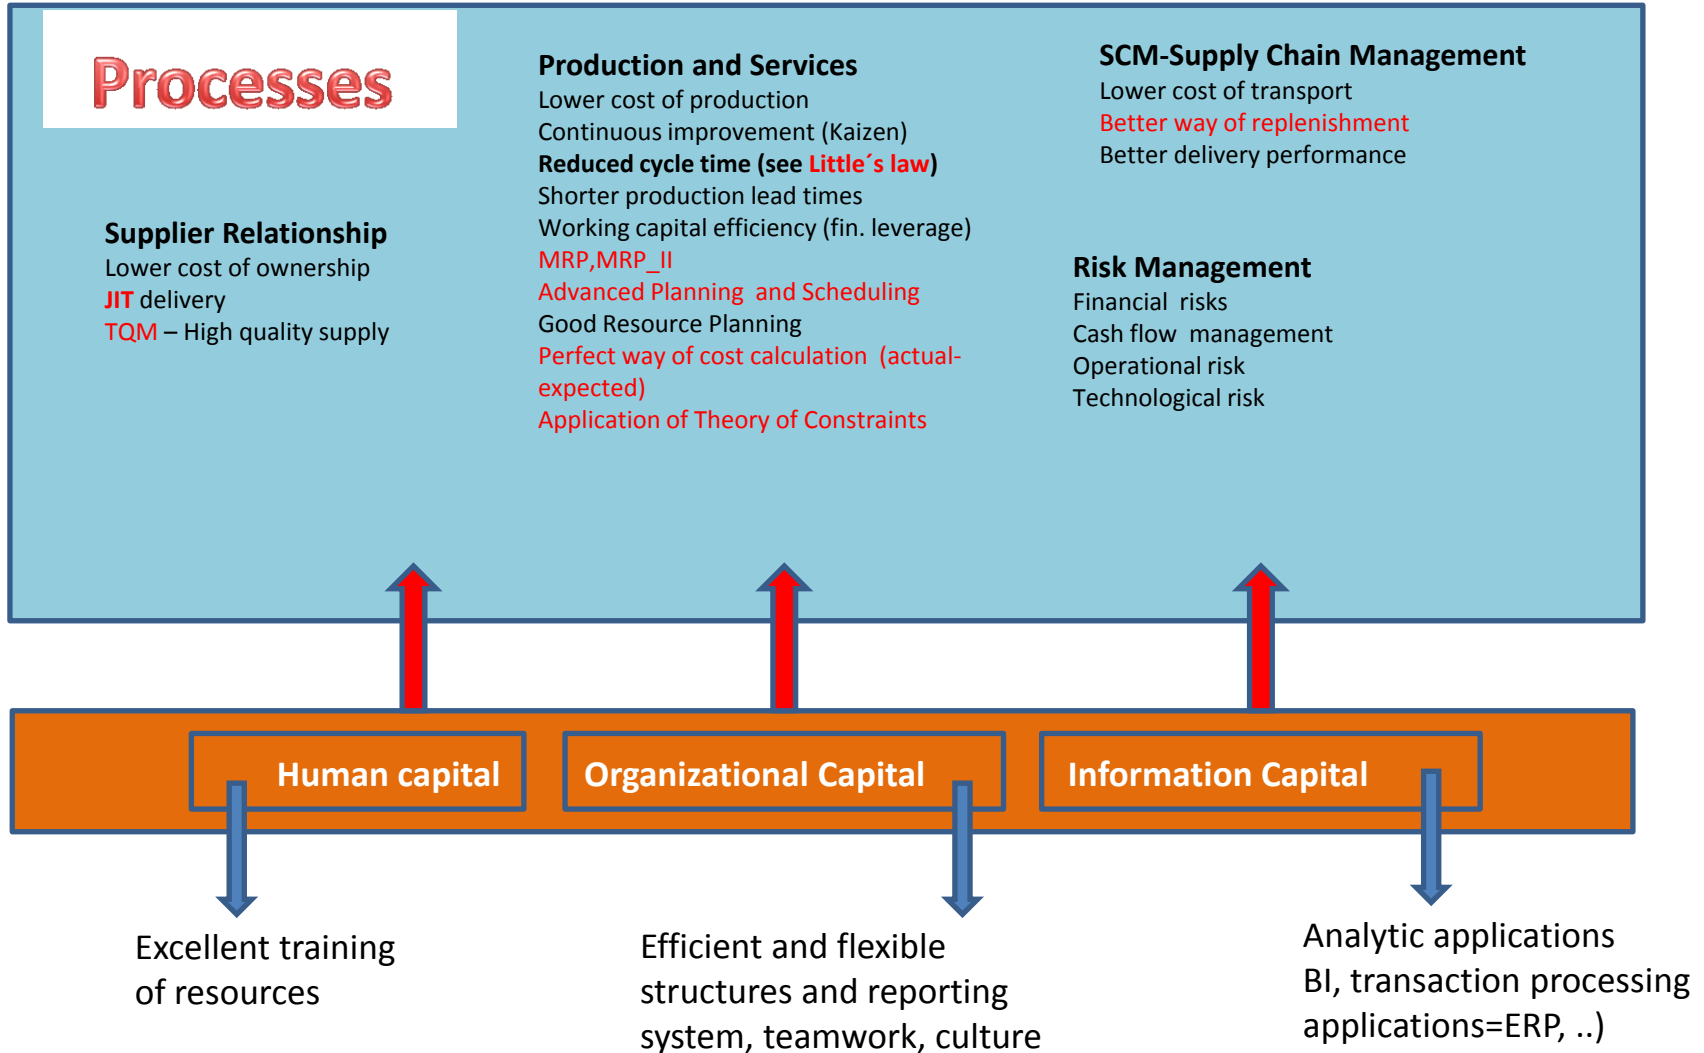 Processes
Supplier Relationship
Lower cost of ownership
JIT delivery
TQM – High quality supply
Production and Services
Lower cost of production
Continuous improvement (Kaizen)
Reduced cycle time (see Little´s law)
Shorter production lead times
Working capital efficiency (fin. leverage)
MRP,MRP_II
Advanced Planning and Scheduling
Good Resource Planning
Perfect way of cost calculation (actual-
expected)
Application of Theory of Constraints
SCM-Supply Chain Management
Lower cost of transport
Better way of replenishment
Better delivery performance
Risk Management
Financial risks
Cash flow management
Operational risk
Technological risk
Human capital
Organizational Capital
Information Capital
Excellent training
of resources
Efficient and flexible
structures and reporting
system, teamwork, culture
Analytic applications
BI, transaction processing
applications=ERP, ..)